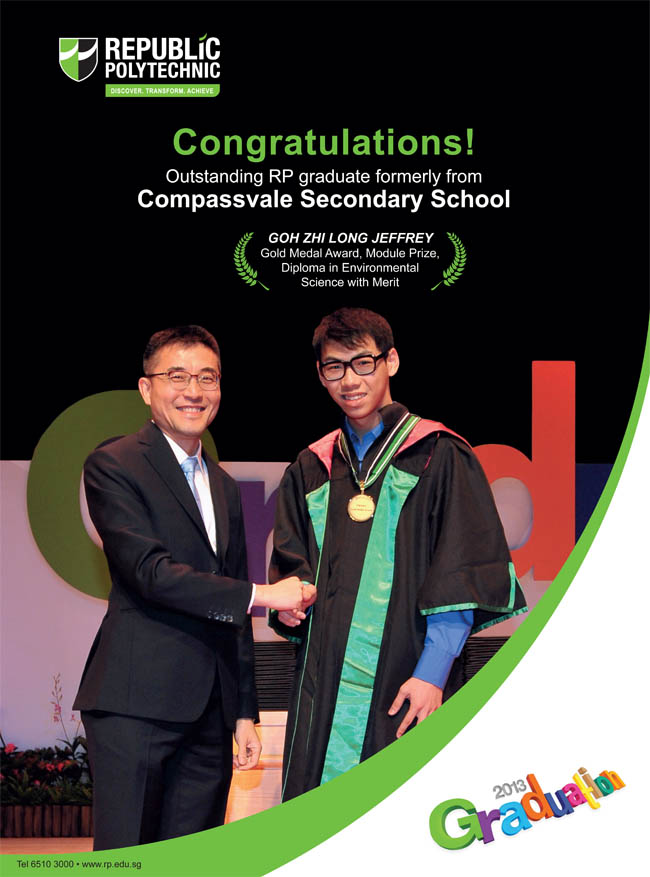 REPUBLIC
POLYTECHNIC
DISCOVER. TRANSFORM. ACHIEVE
Congratulations!
Outstanding RP graduate formerly from
Compassvale Secondary School
GOH ZHI LONG JEFFREY
Gold Medal Award, Module Prize,
Diploma in Environmental
Science with Merit
2013
Graduation
Tel 6510 3000 • www.rp.edu.sg